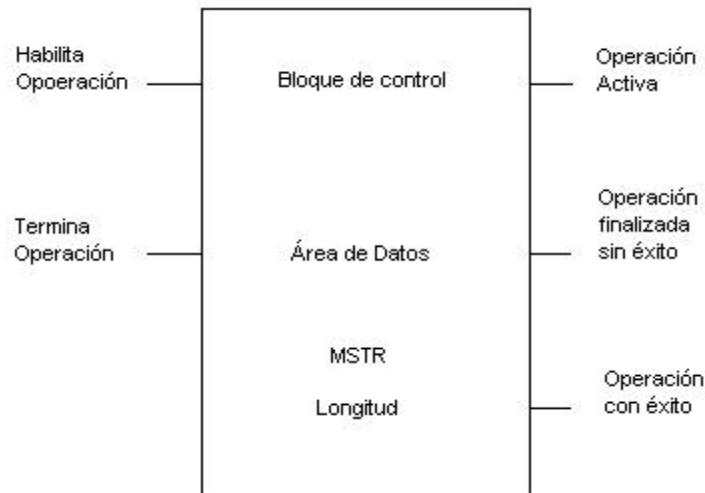 Habilita
Opoeración
Bloque de control
Operación
Activa
Termina
Operación
Área de Datos
Operación
finalizada
sin éxito
MSTR
Longitud
Operación
con éxito